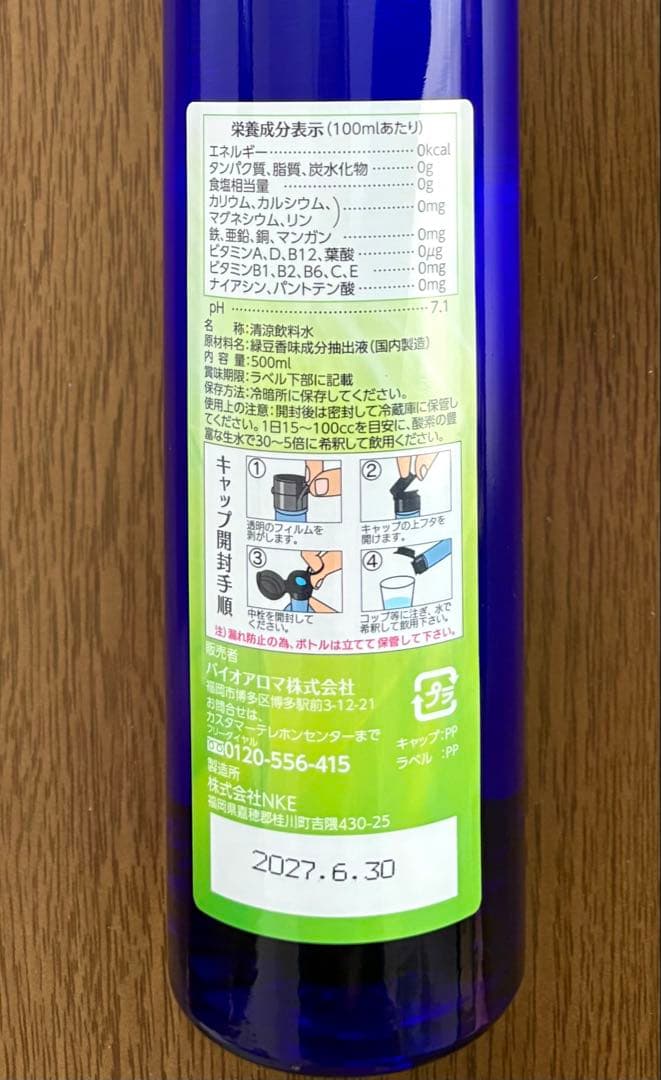 栄養成分表示(100mlあたり)
エネルギー……………………0kcal
タンパク質、脂質、炭水化物……0g
食塩相当量 ……………………0g
カリウム、カルシウム、
マグネシウム、リン )……………0mg
鉄、亜鉛、銅、マンガン …………0mg
ビタミンA、D、B12、葉酸…………0μg
ビタミンB1、B2、B6、C、E ………0mg
ナイアシン、パントテン酸…………0mg
pH ……………………………7.1
名 称:清涼飲料水
原材料名:緑豆香味成分抽出液(国内製造)
内 容 量:500ml
賞味期限:ラベル下部に記載
保存方法:冷暗所に保存してください。
使用上の注意:開封後は密封して冷蔵庫に保管し
てください。1日15～100ccを目安に、酸素の豊
富な生水で30～5倍に希釈して飲用ください。
キャップ開封手順
①
透明のフィルムを
剥がします。
②
キャップの上フタを
開けます。
③
中栓を開封して
ください。
④
コップ等に注ぎ、水で
希釈して飲用下さい。
注)漏れ防止の為、ボトルは立てて保管して下さい。
販売者
バイオアロマ株式会社
福岡市博多区博多駅前3-12-21
お問合せは、
カスタマーテレホンセンターまで
フリーダイヤル
0120-556-415
製造所
株式会社NKE
福岡県嘉穂郡桂川町吉隈430-25
プラ
キャップ:PP
ラベル :PP
2027.6.30